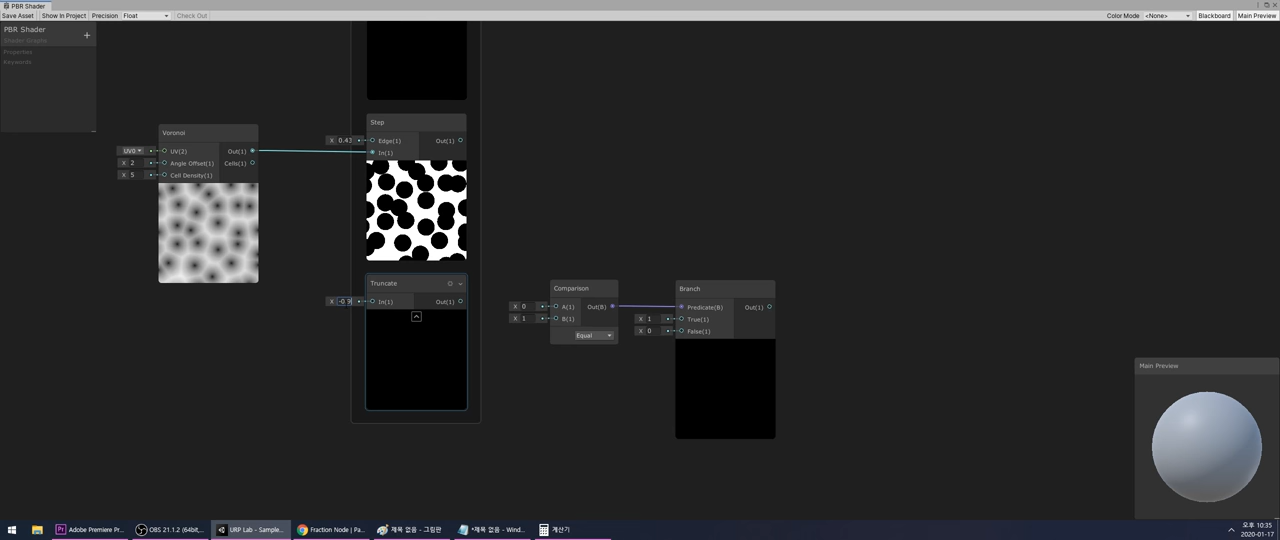 PBR Shader
Save Asset Show In Project Precision Float Check Out Color Mode <None> Blackboard Main Preview
PBR Shader
Shader Graphs
Properties
Keywords
Voronoi
UV0 UV(2) Out(1)
X 2 Angle Offset(1) Cells(1)
X 5 Cell Density(1)
Step
X 0.43 Edge(1) Out(1)
In(1)
Truncate
X -0.9 In(1) Out(1)
Comparison
X 0 A(1) Out(B)
X 1 B(1)
Equal
Branch
Predicate(B) Out(1)
X 1 True(1)
X 0 False(1)
Main Preview
Adobe Premiere Pr... OBS 21.1.2 (64bit,... URP Lab - Sample... Fraction Node | Pa... 제목 없음 - 그림판 *제목 없음 - Wind... 계산기
오후 10:35
2020-01-17